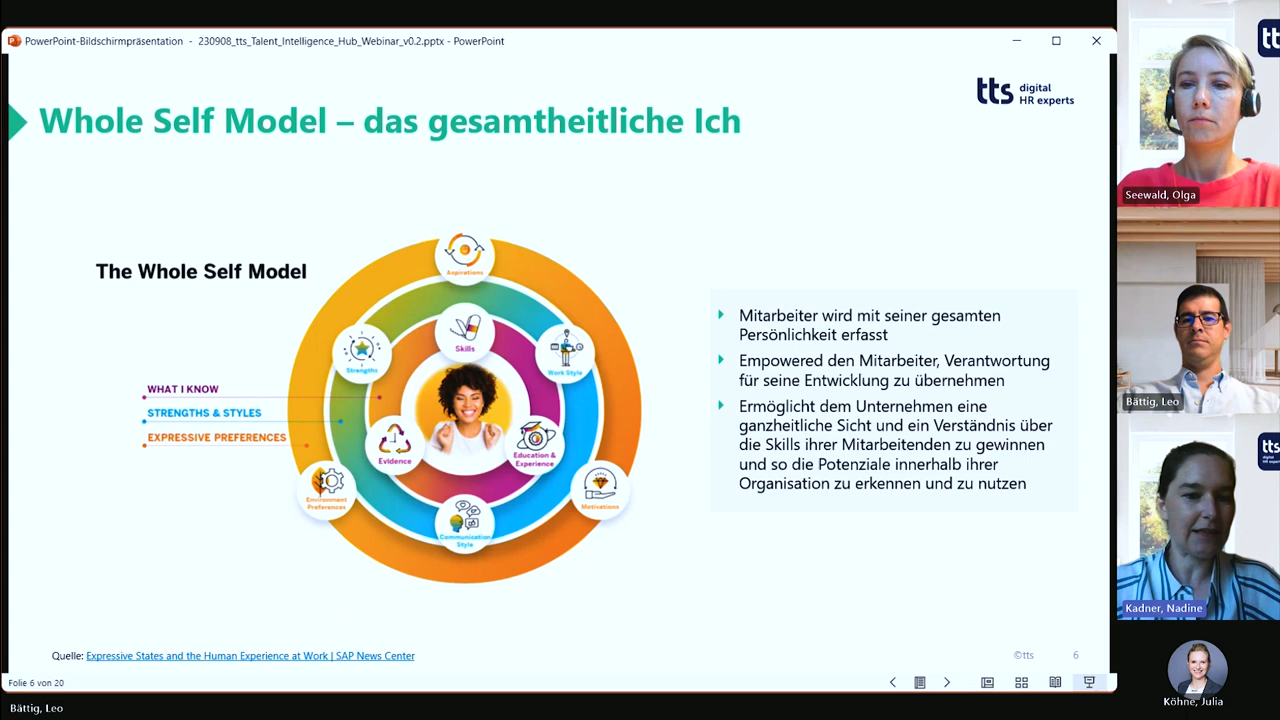 PowerPoint-Bildschirmpräsentation - 230908_tts_Talent_Intelligence_Hub_Webinar_v0.2.pptx - PowerPoint
tts digital
HR experts
Whole Self Model – das gesamtheitliche Ich
The Whole Self Model
Aspirations
Skills
Strengths
Work Style
WHAT I KNOW
STRENGTHS & STYLES
EXPRESSIVE PREFERENCES
Evidence
Education &
Experience
Environment
Preferences
Motivations
Communication
Style
Mitarbeiter wird mit seiner gesamten
Persönlichkeit erfasst
Empowered den Mitarbeiter, Verantwortung
für seine Entwicklung zu übernehmen
Ermöglicht dem Unternehmen eine
ganzheitliche Sicht und ein Verständnis über
die Skills ihrer Mitarbeitenden zu gewinnen
und so die Potenziale innerhalb ihrer
Organisation zu erkennen und zu nutzen
Quelle: Expressive States and the Human Experience at Work | SAP News Center
©tts 6
Folie 6 von 20
Bättig, Leo
tt
Seewald, Olga
Bättig, Leo
tts
digital
HR exper
Kadner, Nadine
Köhne, Julia